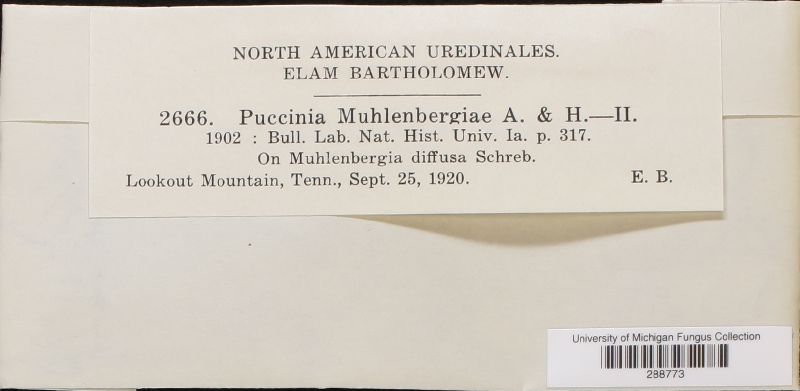 NORTH AMERICAN UREDINALES.
ELAM BARTHOLOMEW.
2666. Puccinia Muhlenbergiae A. & H.—II.
1902 : Bull. Lab. Nat. Hist. Univ. Ia. p. 317.
On Muhlenbergia diffusa Schreb.
Lookout Mountain, Tenn., Sept. 25, 1920. E. B.
University of Michigan Fungus Collection
288773